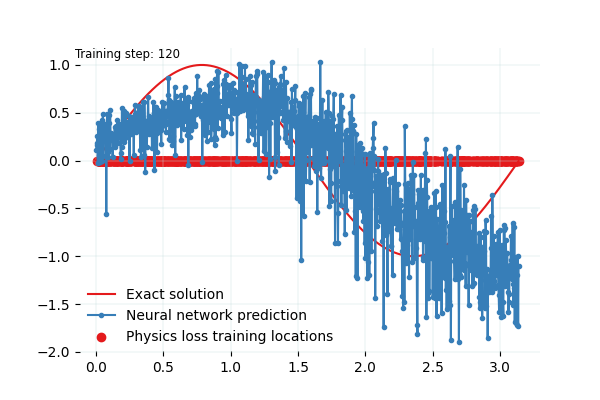 Training step: 120
1.0
0.5
0.0
−0.5
−1.0
−1.5
−2.0
Exact solution
Neural network prediction
Physics loss training locations
0.0 0.5 1.0 1.5 2.0 2.5 3.0